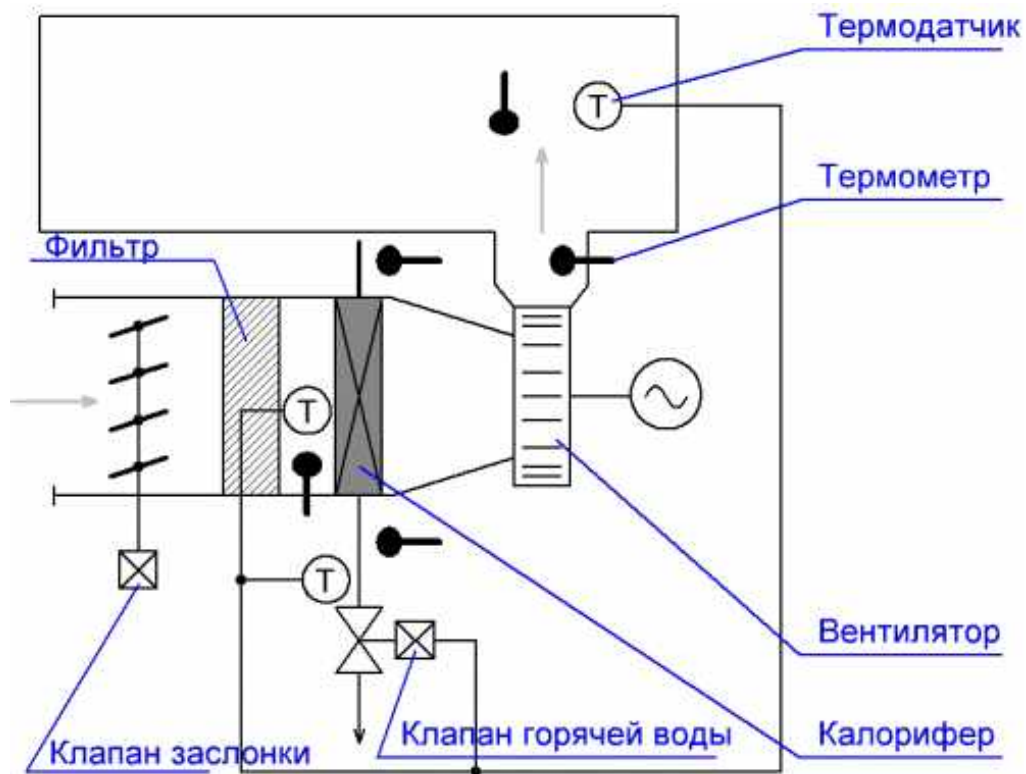 Термодатчик
T
Термометр
Фильтр
T
T
Вентилятор
Клапан заслонки
Клапан горячей воды
Калорифер